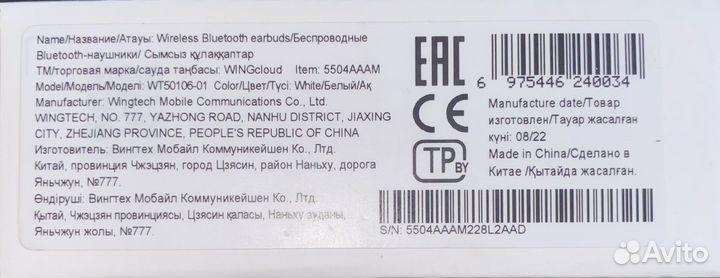 Name/Название/Атауы: Wireless Bluetooth earbuds/Беспроводные
Bluetooth-наушники/ Сымсыз құлаққаптар
ТМ/торговая марка/сауда таңбасы: WINGcloud Item: 5504AAAM
Model/Модель/Моделі: WT50106-01 Color/Цвет/Түсі: White/Белый/Ақ
Manufacturer: Wingtech Mobile Communications Co., Ltd.
WINGTECH, NO. 777, YAZHONG ROAD, NANHU DISTRICT, JIAXING
CITY, ZHEJIANG PROVINCE, PEOPLE'S REPUBLIC OF CHINA
Изготовитель: Вингтех Мобайл Коммуникейшен Ко., Лтд.
Китай, провинция Чжэцзян, город Цзясин, район Наньху, дорога
Яньчжун, №777.
Өндіруші: Вингтех Мобайл Коммуникейшен Ко., Лтд.
Қытай, Чжэцзян провинциясы, Цзясин қаласы, Наньху ауданы,
Яньчжун жолы, №777.
EAC
CE
TP BY
6 975446 240034
Manufacture date/Товар
изготовлен/Тауар жасалған
күні: 08/22
Made in China/Сделано в
Китае /Қытайда жасалған.
S/N: 5504AAAM228L2AAD
Avito